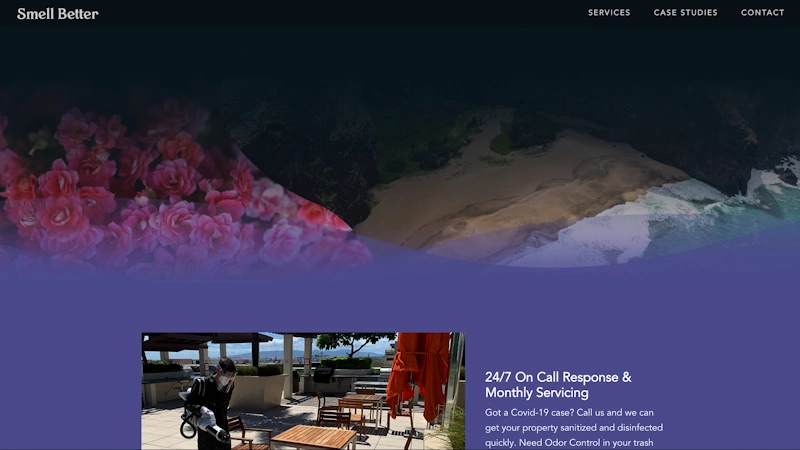 Smell Better
SERVICES
CASE STUDIES
CONTACT
24/7 On Call Response &
Monthly Servicing
Got a Covid-19 case? Call us and we can
get your property sanitized and disinfected
quickly. Need Odor Control in your trash